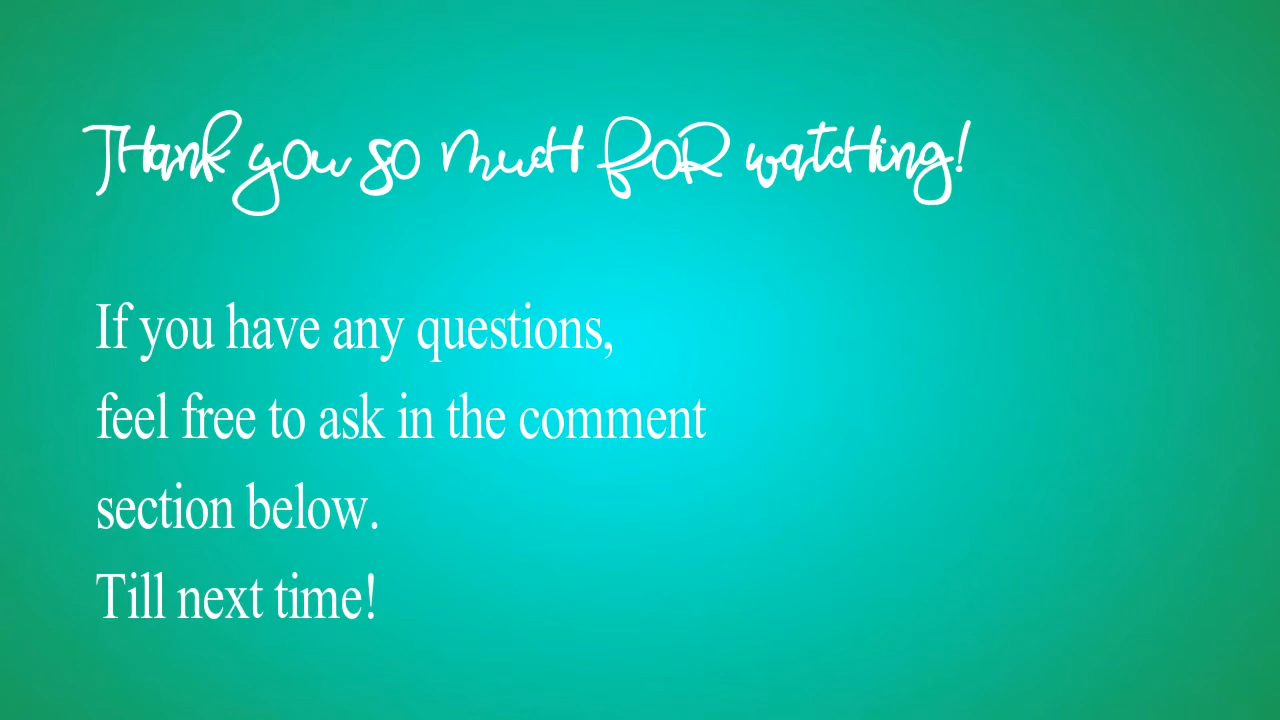 Thank you so much for watching!
If you have any questions,
feel free to ask in the comment
section below.
Till next time!